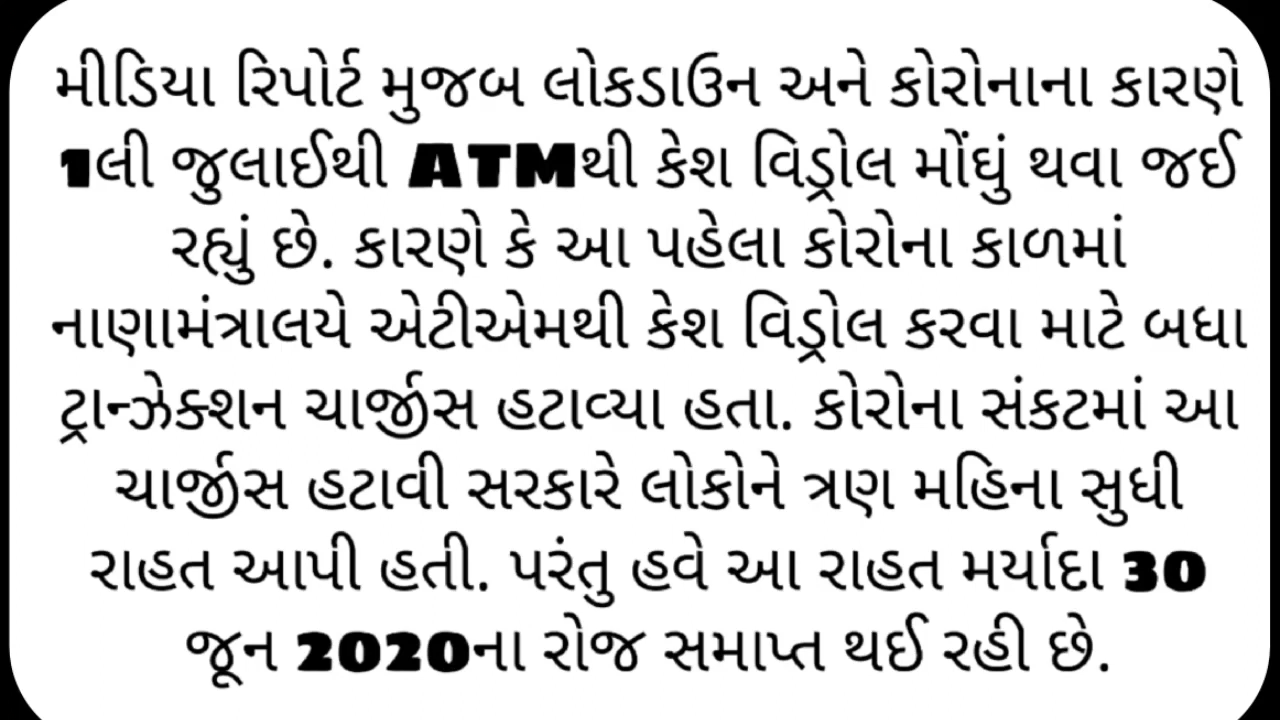 મીડિયા રિપોર્ટ મુજબ લોકડાઉન અને કોરોનાના કારણે
1લી જુલાઈથી ATMથી કેશ વિડ્રોલ મોંઘું થવા જઈ
રહ્યું છે. કારણે કે આ પહેલા કોરોના કાળમાં
નાણામંત્રાલયે એટીએમથી કેશ વિડ્રોલ કરવા માટે બધા
ટ્રાન્ઝેક્શન ચાર્જીસ હટાવ્યા હતા. કોરોના સંકટમાં આ
ચાર્જીસ હટાવી સરકારે લોકોને ત્રણ મહિના સુધી
રાહત આપી હતી. પરંતુ હવે આ રાહત મર્યાદા 30
જૂન 2020ના રોજ સમાપ્ત થઈ રહી છે.